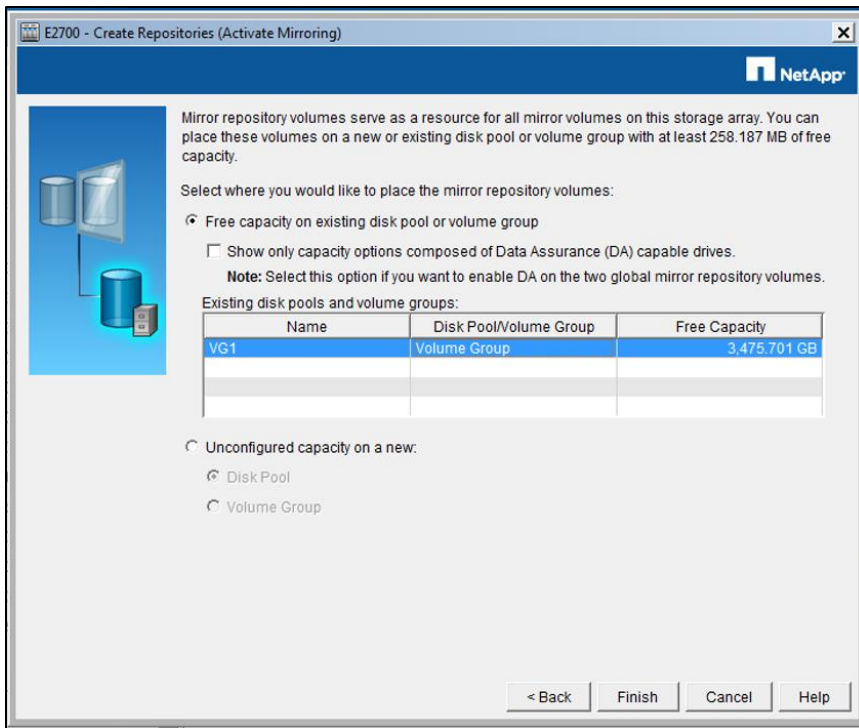 E2700 - Create Repositories (Activate Mirroring)
NetApp
Mirror repository volumes serve as a resource for all mirror volumes on this storage array. You can
place these volumes on a new or existing disk pool or volume group with at least 258.187 MB of free
capacity.
Select where you would like to place the mirror repository volumes:
Free capacity on existing disk pool or volume group
Show only capacity options composed of Data Assurance (DA) capable drives.
Note: Select this option if you want to enable DA on the two global mirror repository volumes.
Existing disk pools and volume groups:
Name Disk Pool/Volume Group Free Capacity
VG1 Volume Group 3,475.701 GB
Unconfigured capacity on a new:
Disk Pool
Volume Group
< Back Finish Cancel Help